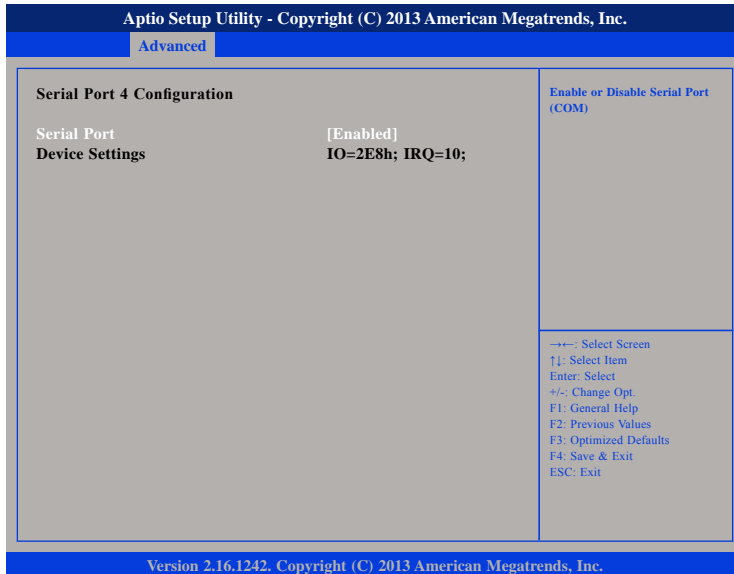 Aptio Setup Utility - Copyright (C) 2013 American Megatrends, Inc.
Advanced
Serial Port 4 Configuration
Serial Port [Enabled]
Device Settings IO=2E8h; IRQ=10;
Enable or Disable Serial Port
(COM)
→←: Select Screen
↑↓: Select Item
Enter: Select
+/-: Change Opt.
F1: General Help
F2: Previous Values
F3: Optimized Defaults
F4: Save & Exit
ESC: Exit
Version 2.16.1242. Copyright (C) 2013 American Megatrends, Inc.